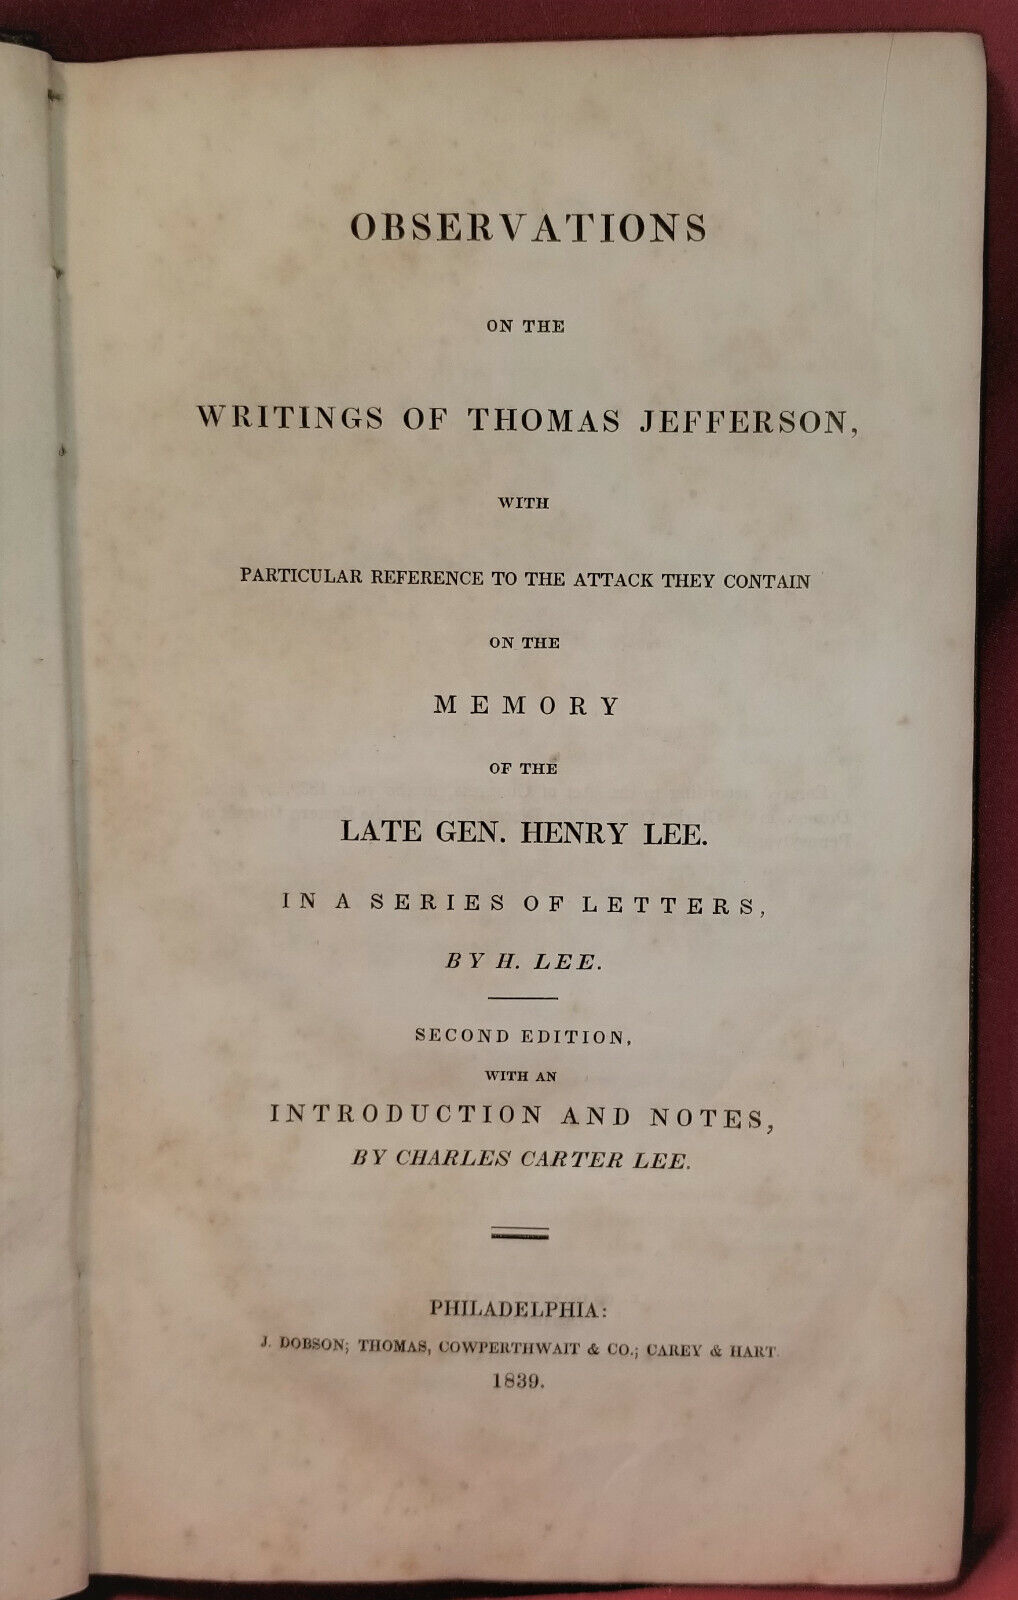 OBSERVATIONS
ON THE
WRITINGS OF THOMAS JEFFERSON,
WITH
PARTICULAR REFERENCE TO THE ATTACK THEY CONTAIN
ON THE
MEMORY
OF THE
LATE GEN. HENRY LEE.
IN A SERIES OF LETTERS,
BY H. LEE.
SECOND EDITION,
WITH AN
INTRODUCTION AND NOTES,
BY CHARLES CARTER LEE.
PHILADELPHIA:
J. DOBSON; THOMAS, COWPERTHWAIT & CO.; CAREY & HART.
1839.